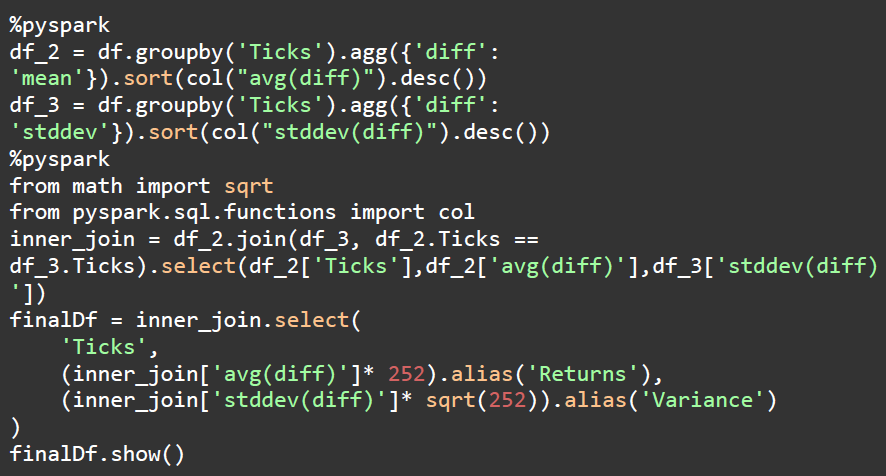 %pyspark
df_2 = df.groupby('Ticks').agg({'diff':
'mean'}).sort(col("avg(diff)").desc())
df_3 = df.groupby('Ticks').agg({'diff':
'stddev'}).sort(col("stddev(diff)").desc())
%pyspark
from math import sqrt
from pyspark.sql.functions import col
inner_join = df_2.join(df_3, df_2.Ticks ==
df_3.Ticks).select(df_2['Ticks'],df_2['avg(diff)'],df_3['stddev(diff)
'])
finalDf = inner_join.select(
    'Ticks',
    (inner_join['avg(diff)']* 252).alias('Returns'),
    (inner_join['stddev(diff)']* sqrt(252)).alias('Variance')
)
finalDf.show()